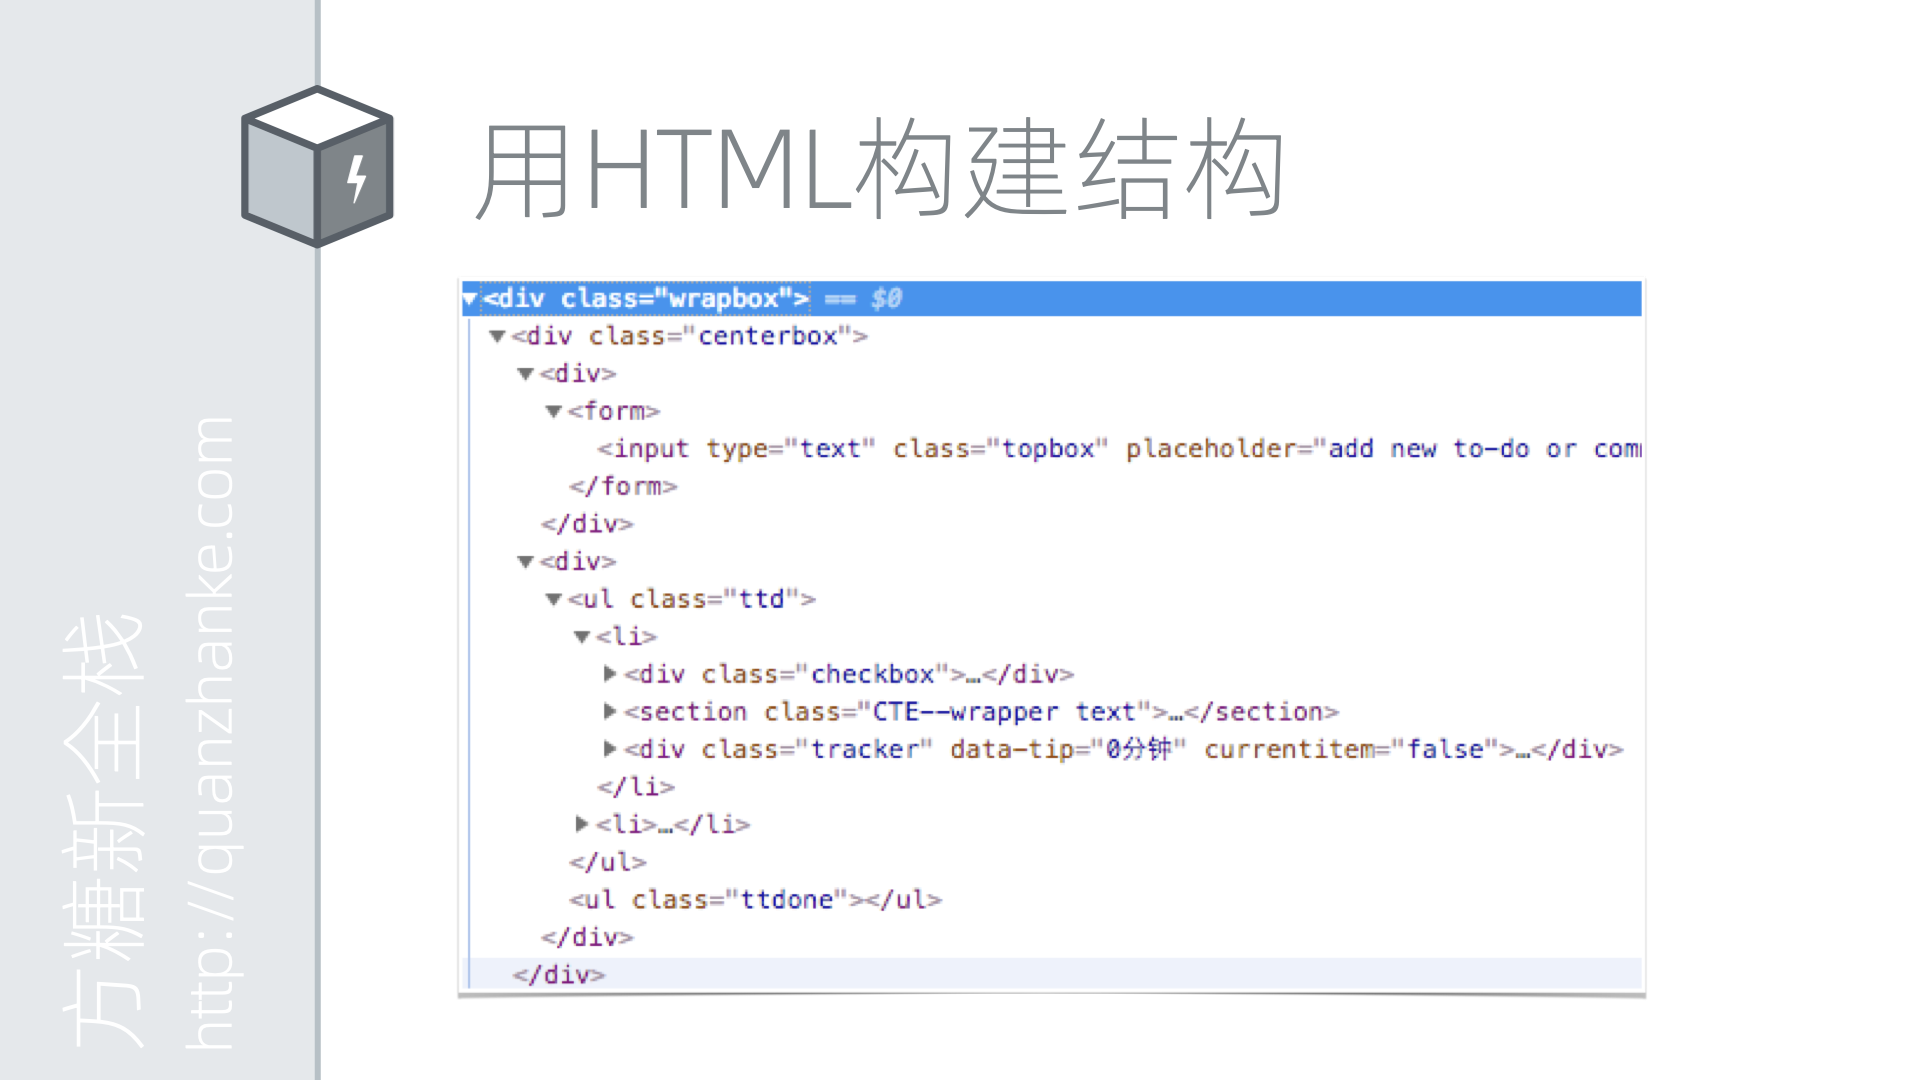 用HTML构建结构
<div class="wrapbox"> == $0
<div class="centerbox">
<div>
<form>
<input type="text" class="topbox" placeholder="add new to-do or com
</form>
</div>
<div>
<ul class="ttd">
<li>
<div class="checkbox">…</div>
<section class="CTE--wrapper text">…</section>
<div class="tracker" data-tip="0分钟" currentitem="false">…</div>
</li>
<li>…</li>
</ul>
<ul class="ttdone"></ul>
</div>
</div>
方糖新全栈
http://quanzhanke.com